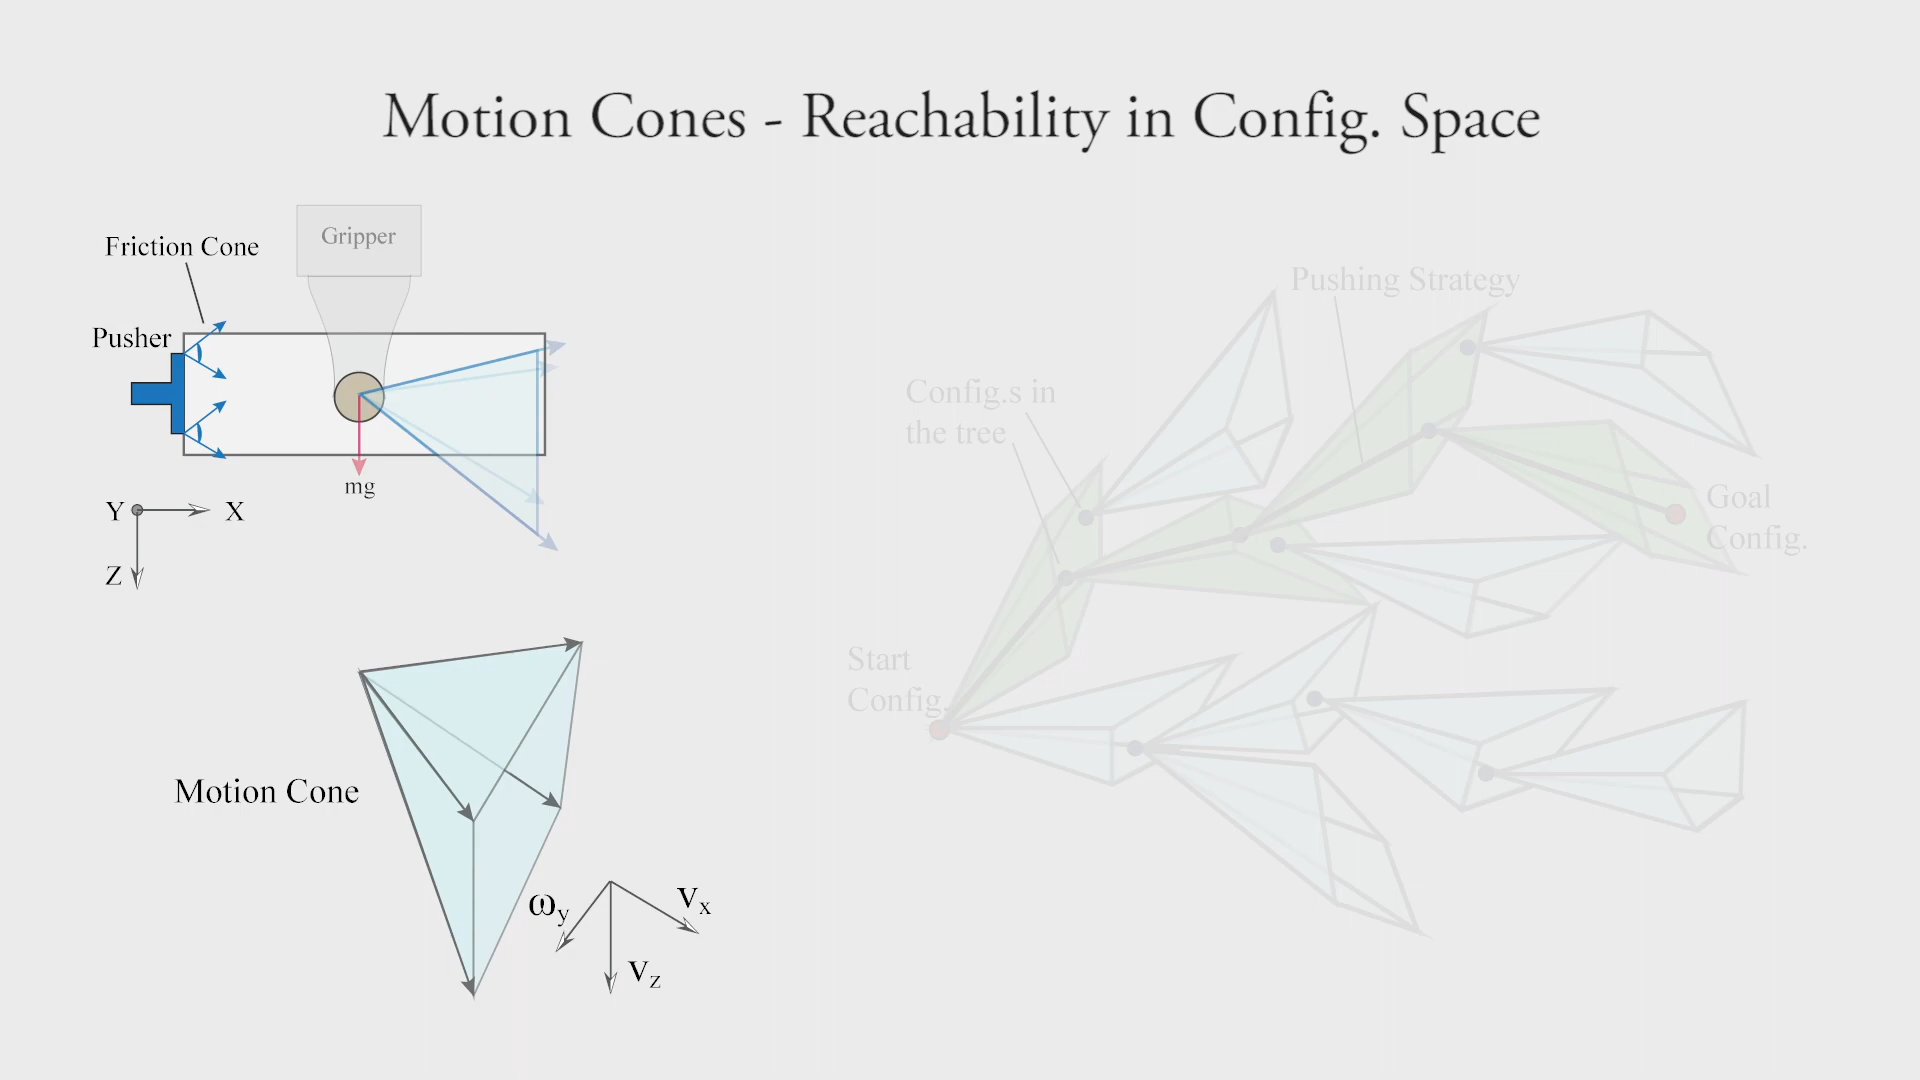 Motion Cones - Reachability in Config. Space
Gripper
Friction Cone
Pusher
mg
Y
X
Z
Motion Cone
ωy
Vx
Vz
Pushing Strategy
Config.s in
the tree
Goal
Config.
Start
Config.